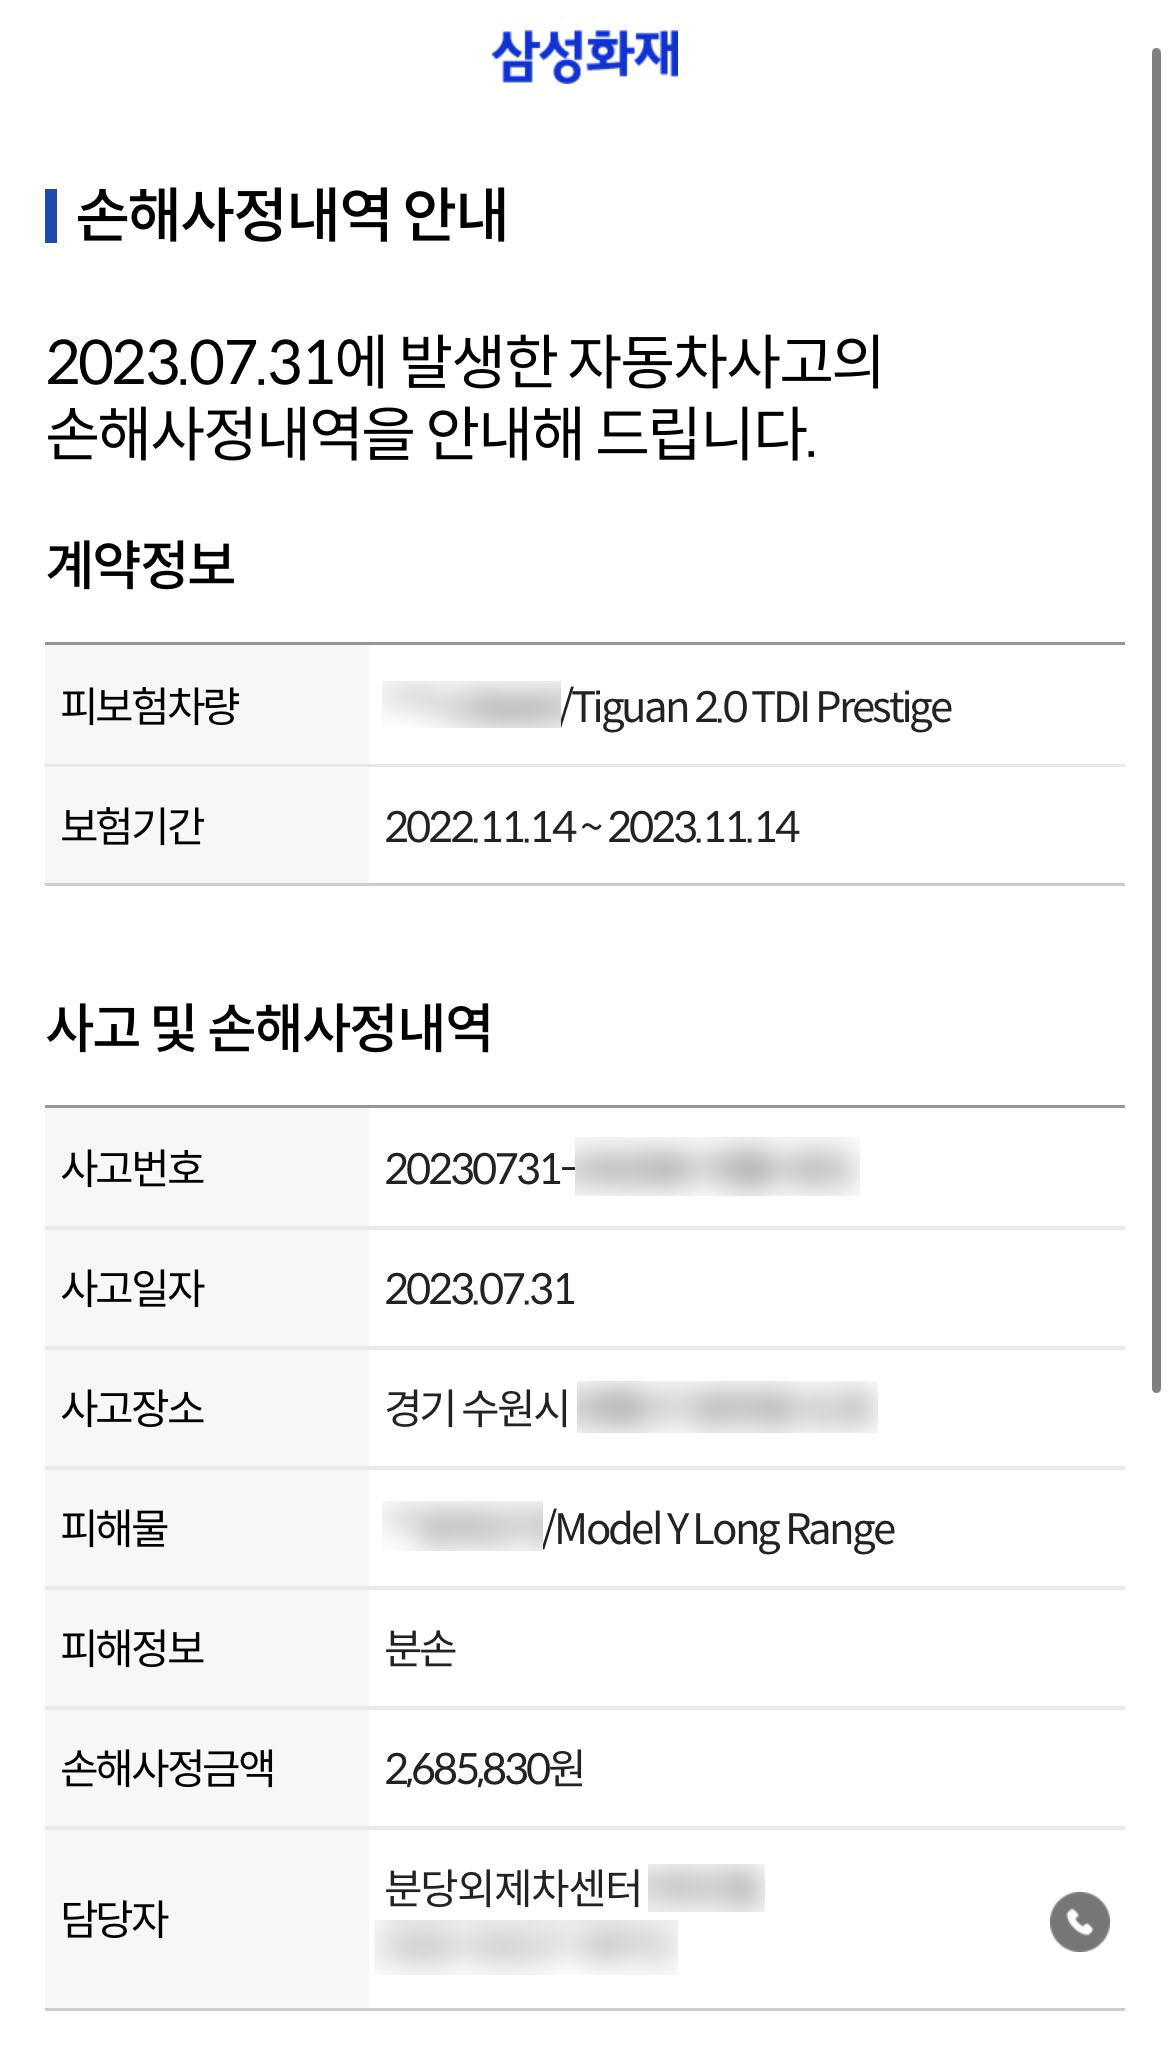 삼성화재
손해사정내역 안내
2023.07.31에 발생한 자동차사고의
손해사정내역을 안내해 드립니다.
계약정보
피보험차량 /Tiguan 2.0 TDI Prestige
보험기간 2022.11.14 ~ 2023.11.14
사고 및 손해사정내역
사고번호 20230731-
사고일자 2023.07.31
사고장소 경기 수원시
피해물 /Model Y Long Range
피해정보 분손
손해사정금액 2,685,830원
담당자 분당외제차센터